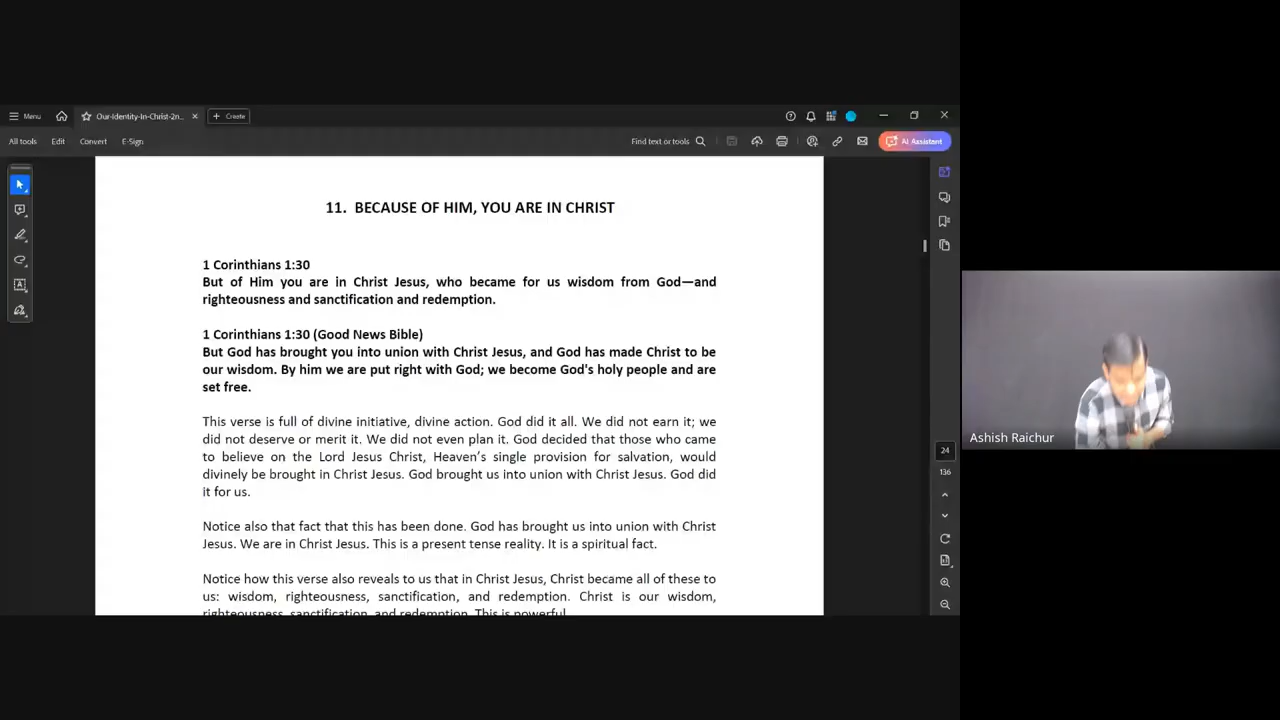 Menu
Our-Identity-In-Christ-2n...
Create
All tools
Edit
Convert
E-Sign
Find text or tools
AI Assistant
11. BECAUSE OF HIM, YOU ARE IN CHRIST
1 Corinthians 1:30
But of Him you are in Christ Jesus, who became for us wisdom from God—and
righteousness and sanctification and redemption.
1 Corinthians 1:30 (Good News Bible)
But God has brought you into union with Christ Jesus, and God has made Christ to be
our wisdom. By him we are put right with God; we become God's holy people and are
set free.
This verse is full of divine initiative, divine action. God did it all. We did not earn it; we
did not deserve or merit it. We did not even plan it. God decided that those who came
to believe on the Lord Jesus Christ, Heaven's single provision for salvation, would
divinely be brought in Christ Jesus. God brought us into union with Christ Jesus. God did
it for us.
Notice also that fact that this has been done. God has brought us into union with Christ
Jesus. We are in Christ Jesus. This is a present tense reality. It is a spiritual fact.
Notice how this verse also reveals to us that in Christ Jesus, Christ became all of these to
us: wisdom, righteousness, sanctification, and redemption. Christ is our wisdom,
righteousness, sanctification, and redemption. This is powerful.
24
136
Ashish Raichur